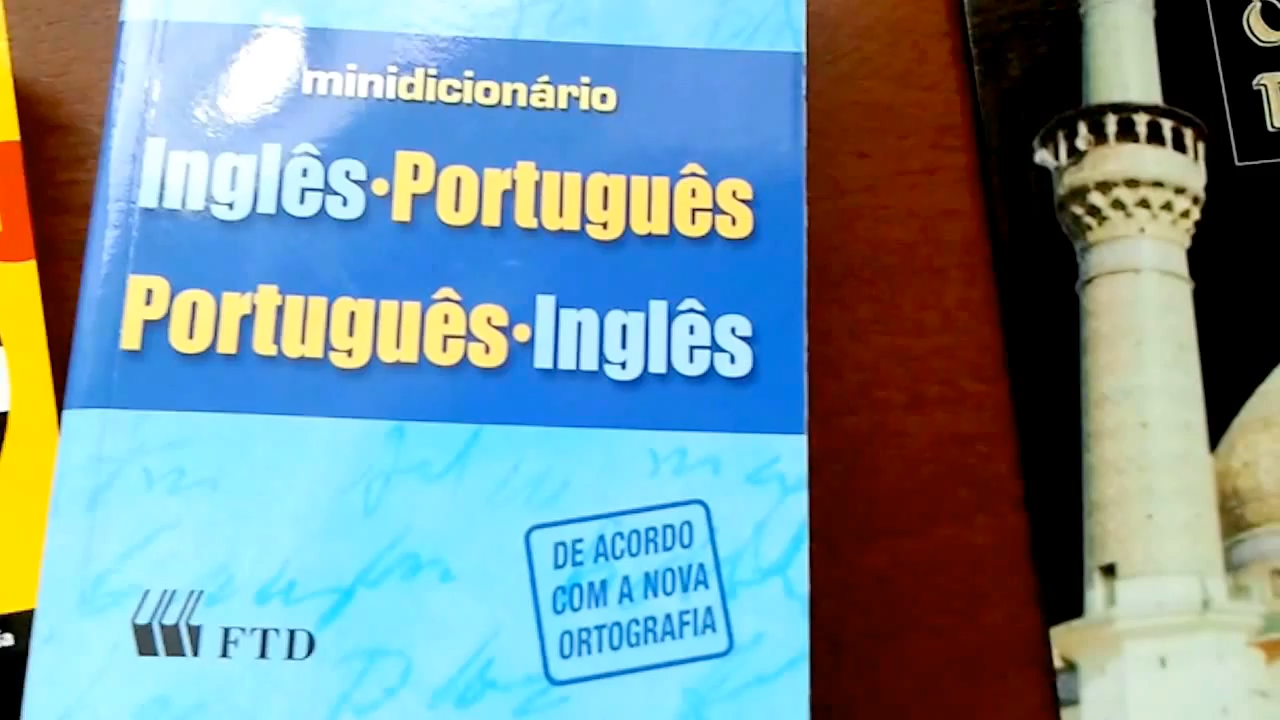 minidicionário
Inglês·Português
Português·Inglês
DE ACORDO
COM A NOVA
ORTOGRAFIA
FTD